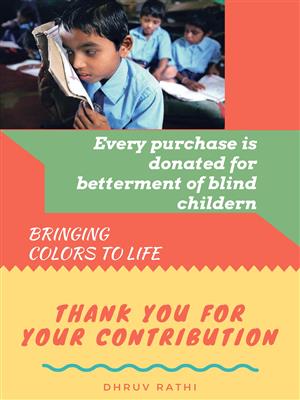 Every purchase is
donated for
betterment of blind
childern
BRINGING
COLORS TO LIFE
THANK YOU FOR
YOUR CONTRIBUTION
DHRUV RATHI